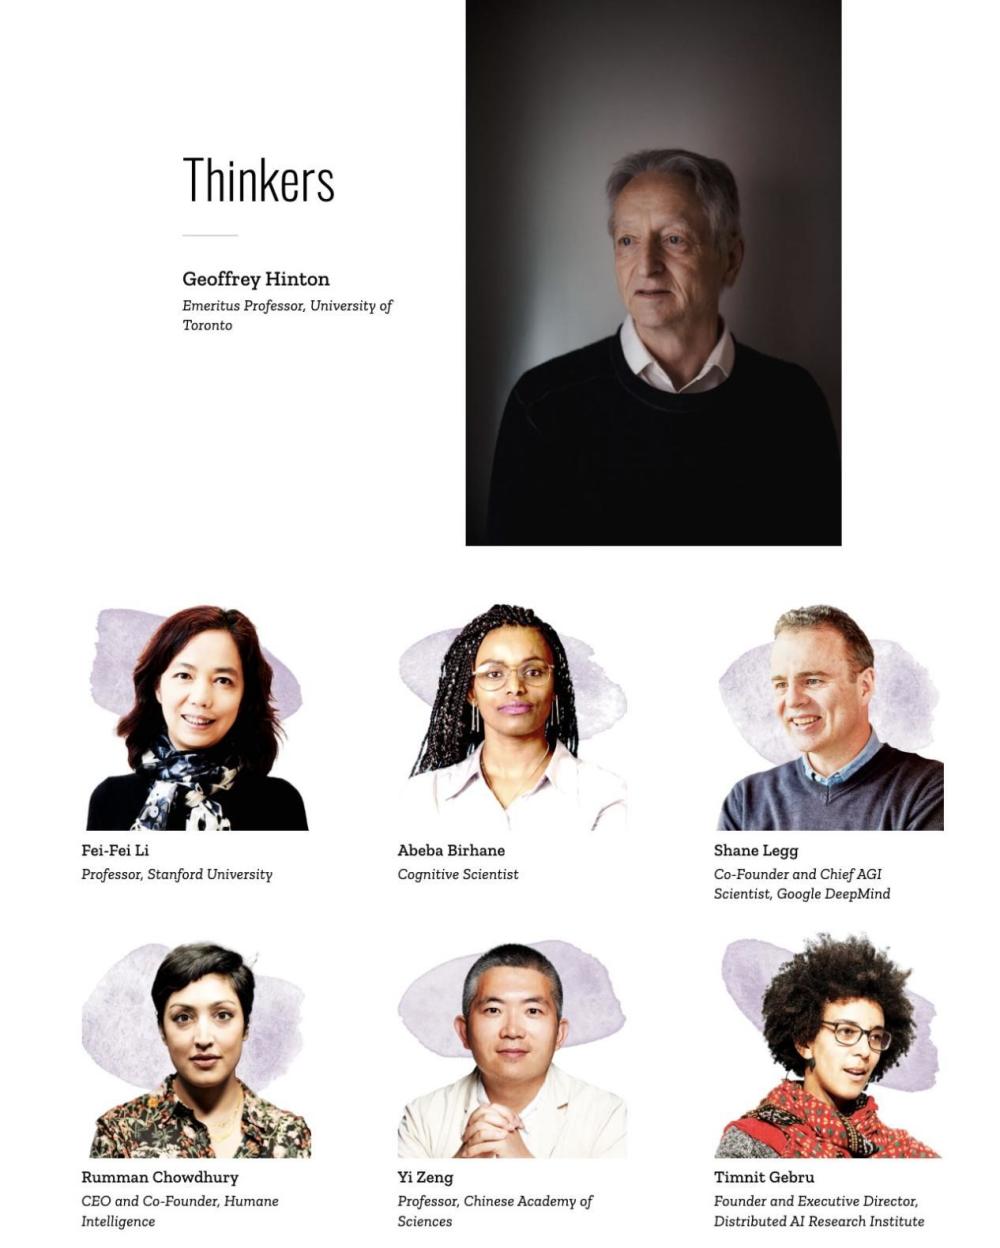 Thinkers
Geoffrey Hinton
Emeritus Professor, University of
Toronto
Fei-Fei Li
Professor, Stanford University
Abeba Birhane
Cognitive Scientist
Shane Legg
Co-Founder and Chief AGI
Scientist, Google DeepMind
Rumman Chowdhury
CEO and Co-Founder, Humane
Intelligence
Yi Zeng
Professor, Chinese Academy of
Sciences
Timnit Gebru
Founder and Executive Director,
Distributed AI Research Institute